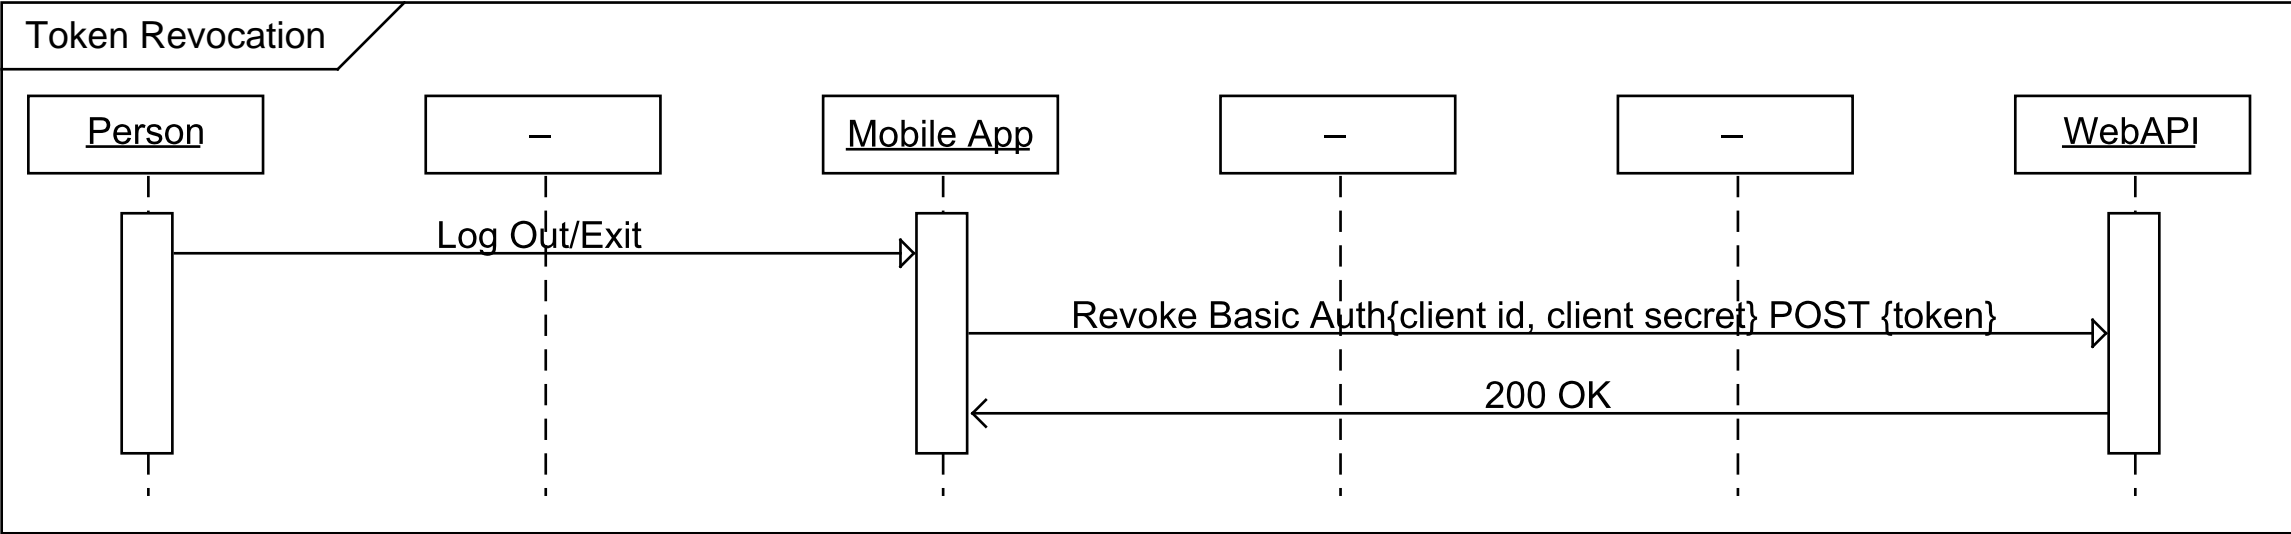 Token Revocation
Person
_
Mobile App
_
_
WebAPI
Log Out/Exit
Revoke Basic Auth{client id, client secret} POST {token}
200 OK